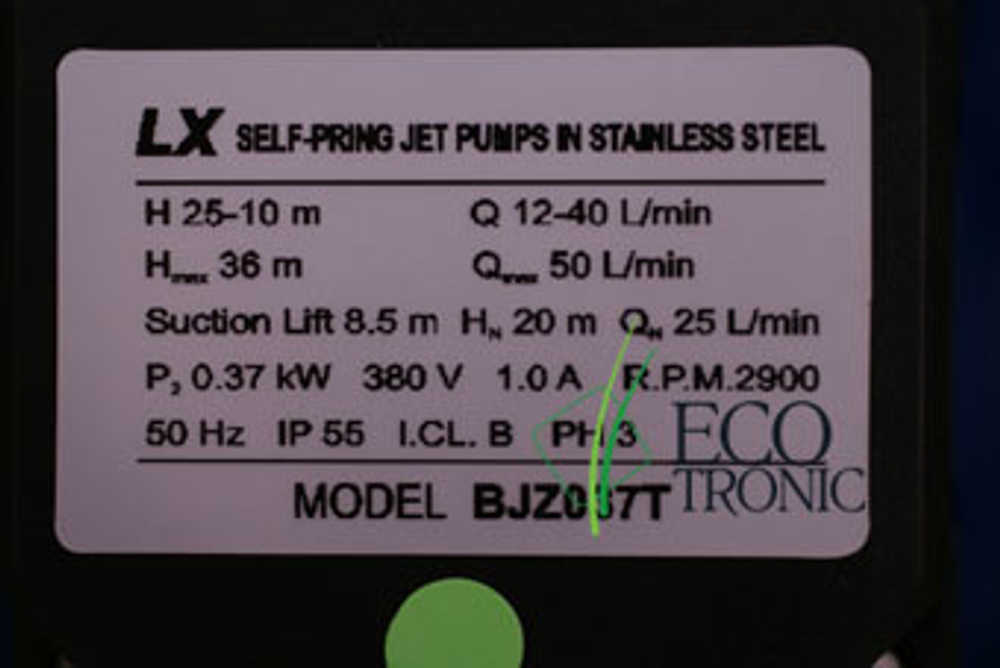 LX SELF-PRING JET PUMPS IN STAINLESS STEEL
H 25-10 m Q 12-40 L/min
Hmax 36 m Qmax 50 L/min
Suction Lift 8.5 m HN 20 m QN 25 L/min
P2 0.37 kW 380 V 1.0 A R.P.M.2900
50 Hz IP 55 I.CL. B PH 3
MODEL BJZ037T
ECO
TRONIC